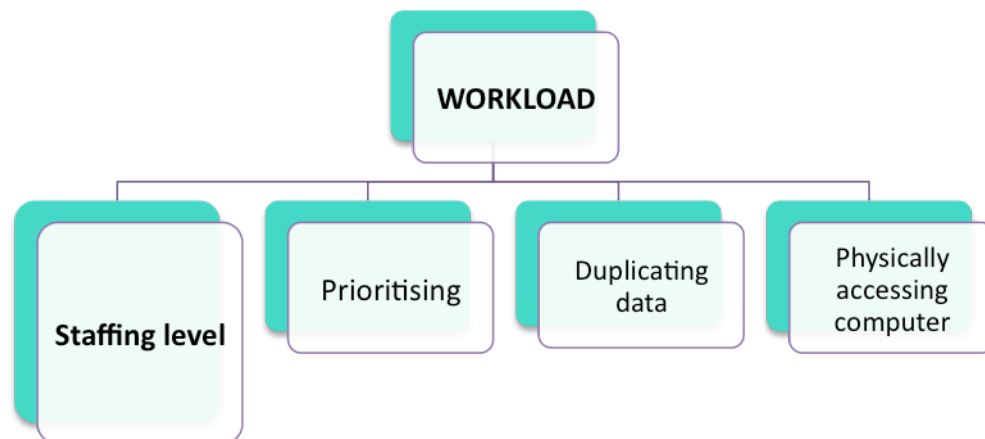 WORKLOAD
Staffing level
Prioritising
Duplicating
data
Physically
accessing
computer